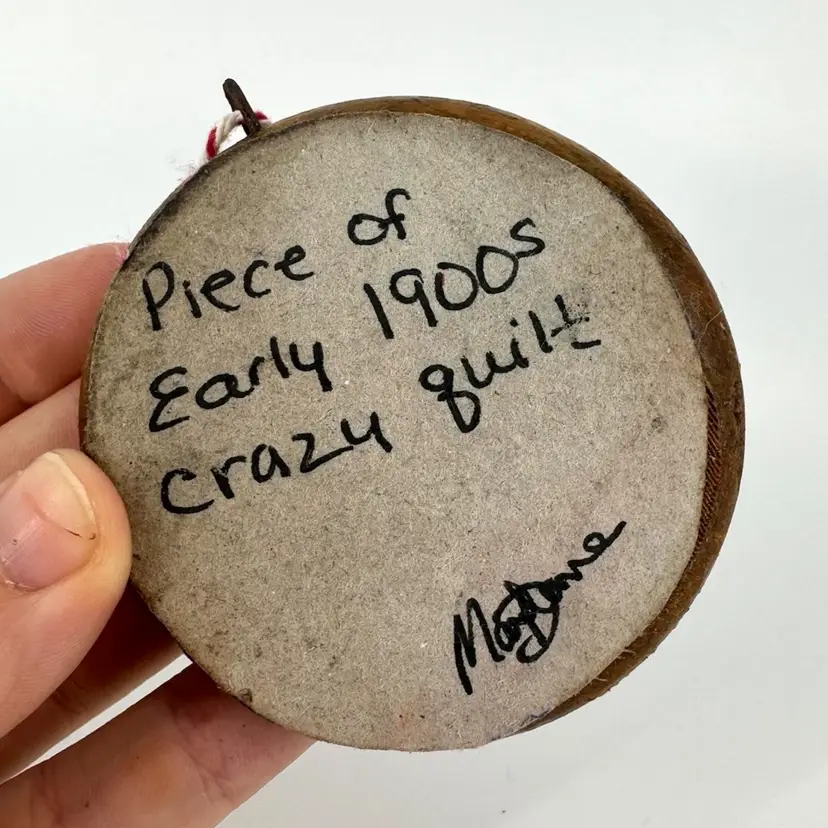 Piece of
Early 1900s
crazy quilt